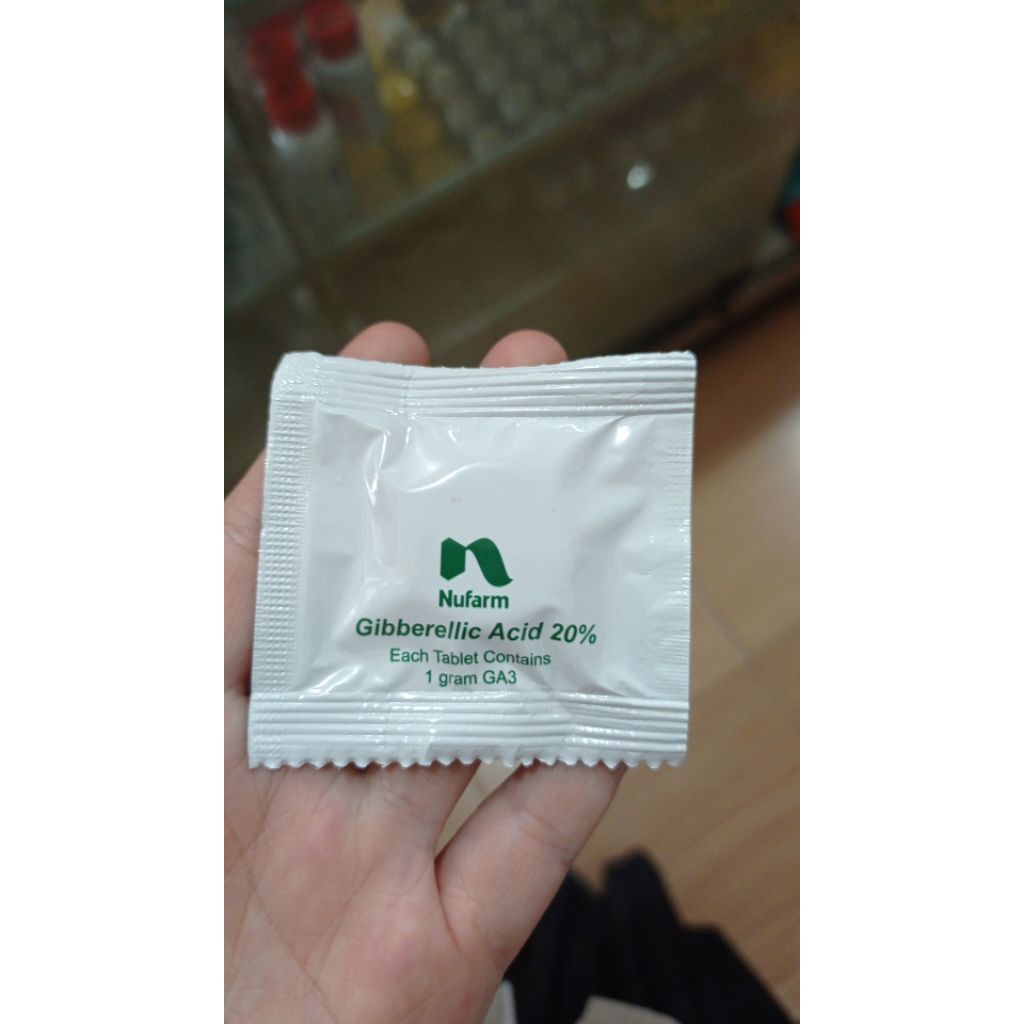 Nufarm
Gibberellic Acid 20%
Each Tablet Contains
1 gram GA3